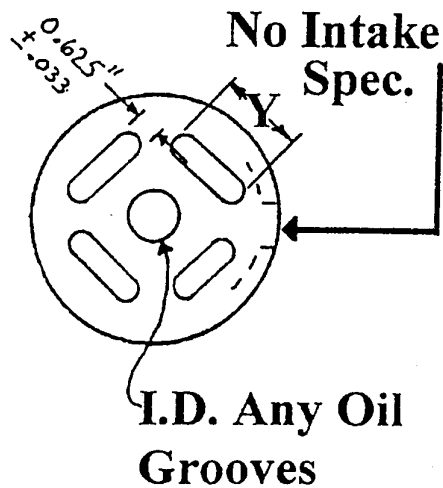 0.625"
± .033
No Intake
Spec.
Y
I.D. Any Oil
Grooves